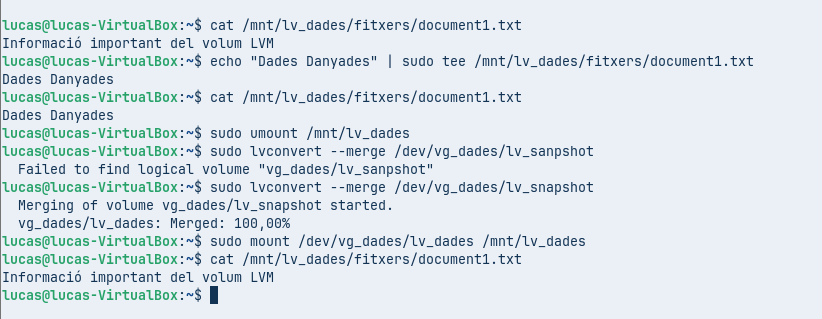 lucas@lucas-VirtualBox:~$ cat /mnt/lv_dades/fitxers/document1.txt
Informació important del volum LVM
lucas@lucas-VirtualBox:~$ echo "Dades Danyades" | sudo tee /mnt/lv_dades/fitxers/document1.txt
Dades Danyades
lucas@lucas-VirtualBox:~$ cat /mnt/lv_dades/fitxers/document1.txt
Dades Danyades
lucas@lucas-VirtualBox:~$ sudo umount /mnt/lv_dades
lucas@lucas-VirtualBox:~$ sudo lvconvert --merge /dev/vg_dades/lv_sanpshot
  Failed to find logical volume "vg_dades/lv_sanpshot"
lucas@lucas-VirtualBox:~$ sudo lvconvert --merge /dev/vg_dades/lv_snapshot
  Merging of volume vg_dades/lv_snapshot started.
  vg_dades/lv_dades: Merged: 100,00%
lucas@lucas-VirtualBox:~$ sudo mount /dev/vg_dades/lv_dades /mnt/lv_dades
lucas@lucas-VirtualBox:~$ cat /mnt/lv_dades/fitxers/document1.txt
Informació important del volum LVM
lucas@lucas-VirtualBox:~$